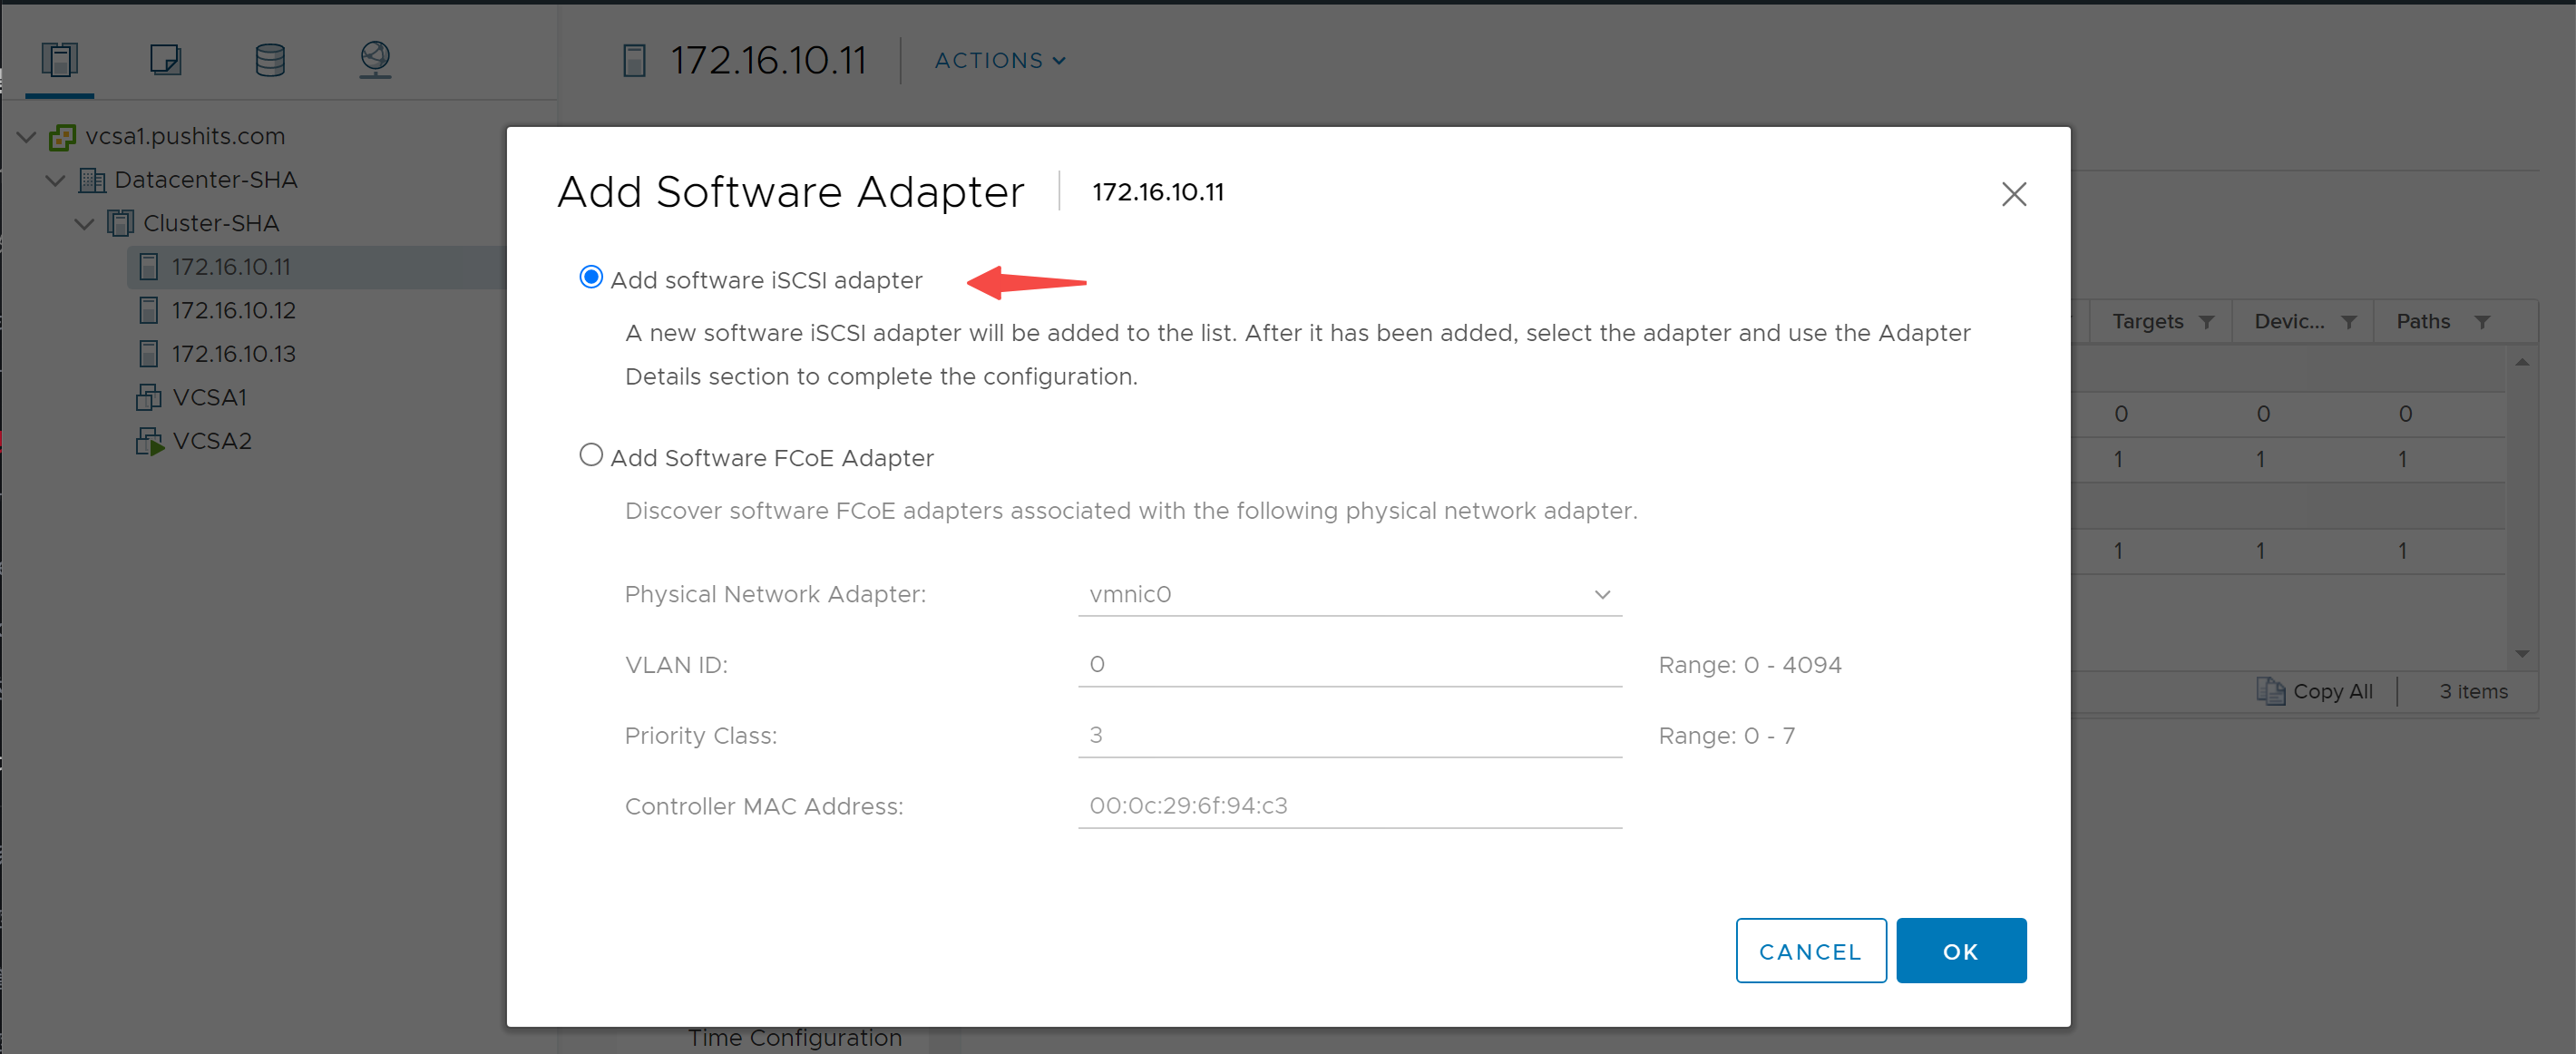 172.16.10.11
ACTIONS
vcsa1.pushits.com
Datacenter-SHA
Cluster-SHA
172.16.10.11
172.16.10.12
172.16.10.13
VCSA1
VCSA2
Add Software Adapter 172.16.10.11
Add software iSCSI adapter
A new software iSCSI adapter will be added to the list. After it has been added, select the adapter and use the Adapter
Details section to complete the configuration.
Add Software FCoE Adapter
Discover software FCoE adapters associated with the following physical network adapter.
Physical Network Adapter: vmnic0
VLAN ID: 0 Range: 0 - 4094
Priority Class: 3 Range: 0 - 7
Controller MAC Address: 00:0c:29:6f:94:c3
CANCEL OK
Targets Devic... Paths
0 0 0
1 1 1
1 1 1
Copy All 3 items
Time Configuration